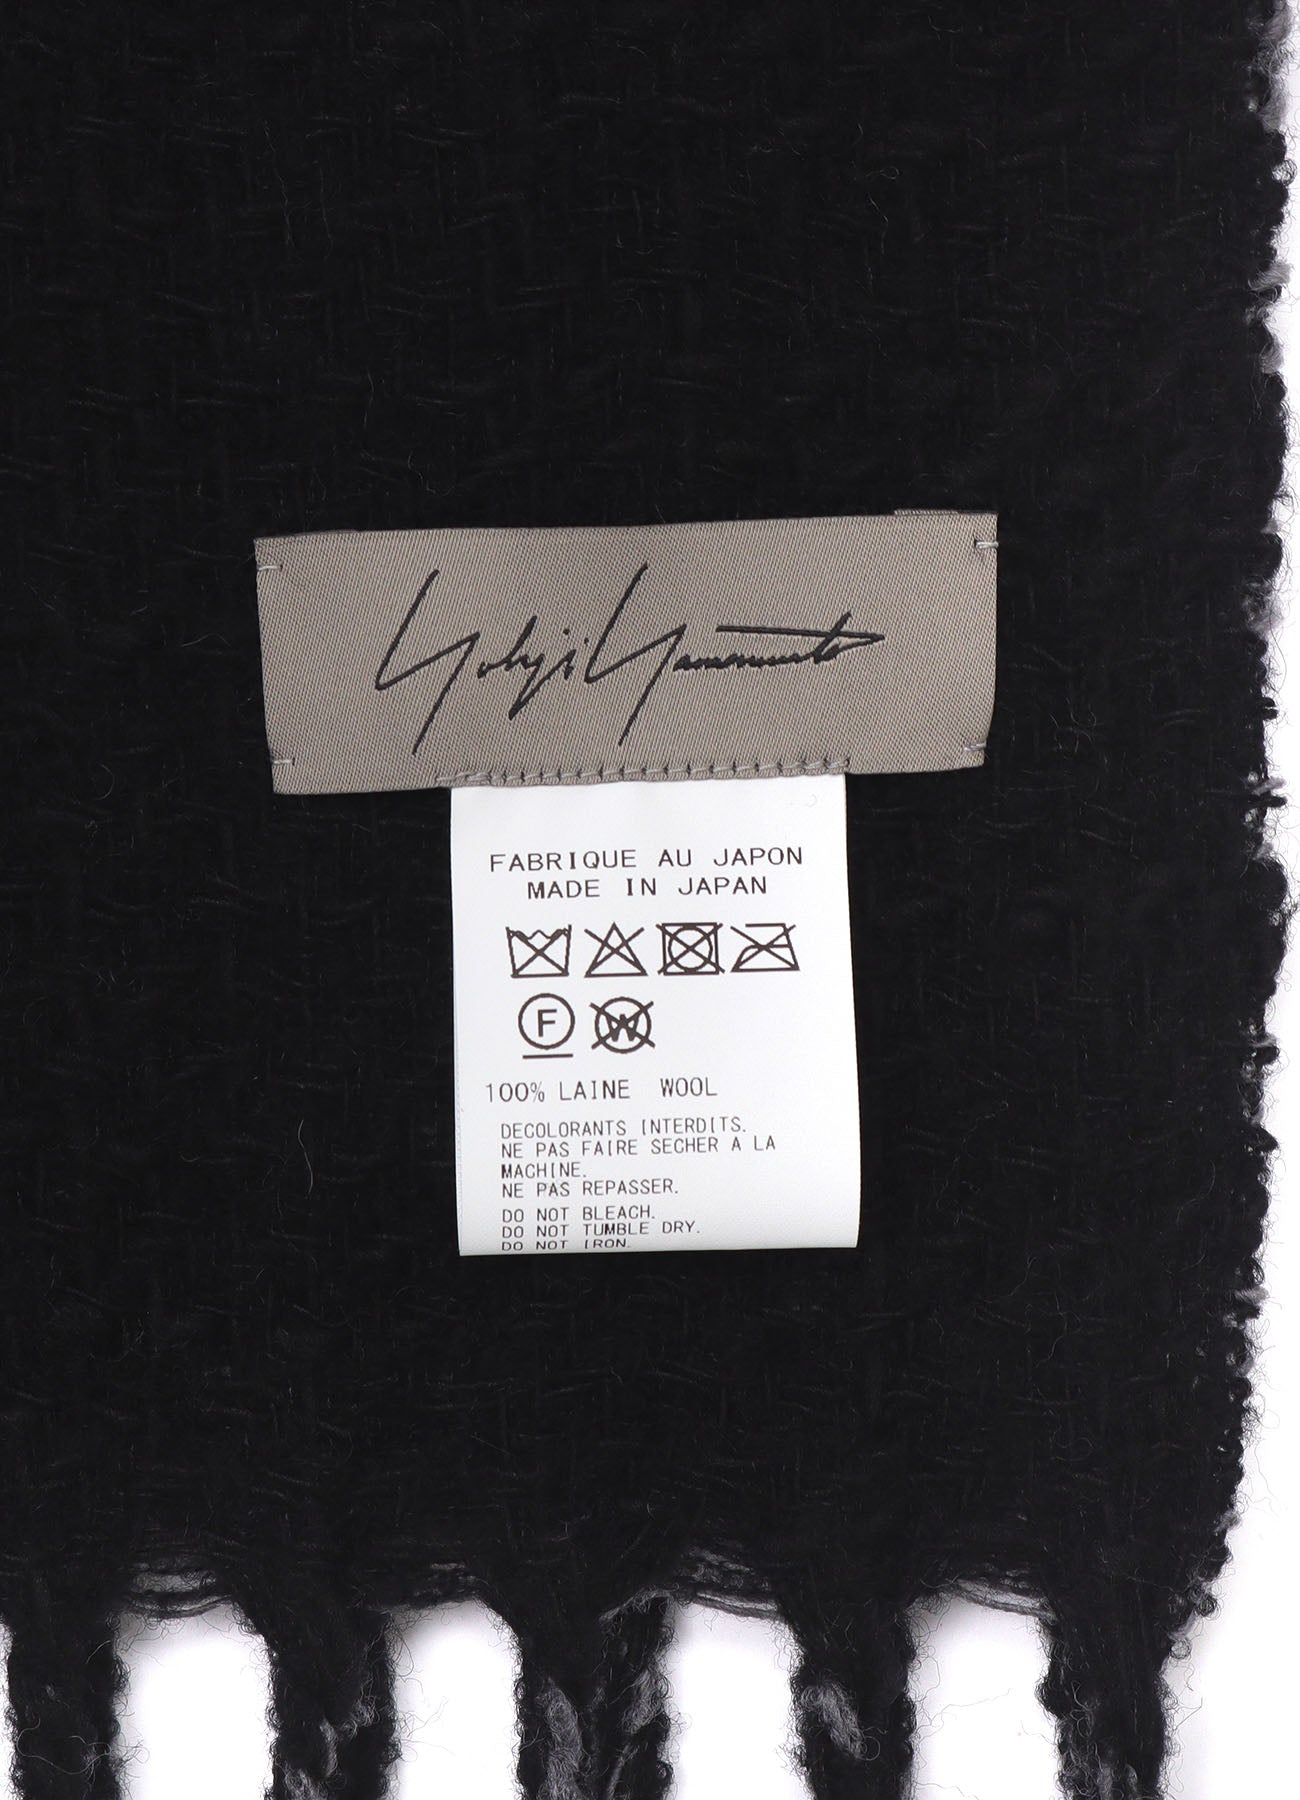 Yohji Yamamoto
FABRIQUE AU JAPON
MADE IN JAPAN
F
W
100% LAINE WOOL
DECOLORANTS INTERDITS.
NE PAS FAIRE SECHER A LA
MACHINE.
NE PAS REPASSER.
DO NOT BLEACH.
DO NOT TUMBLE DRY.
DO NOT IRON.